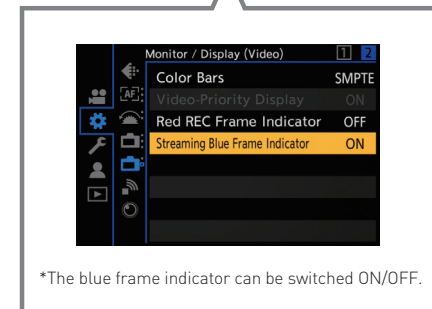 Monitor / Display (Video) 1 2
Color Bars SMPTE
AF
Video-Priority Display ON
Red REC Frame Indicator OFF
Streaming Blue Frame Indicator ON
*The blue frame indicator can be switched ON/OFF.